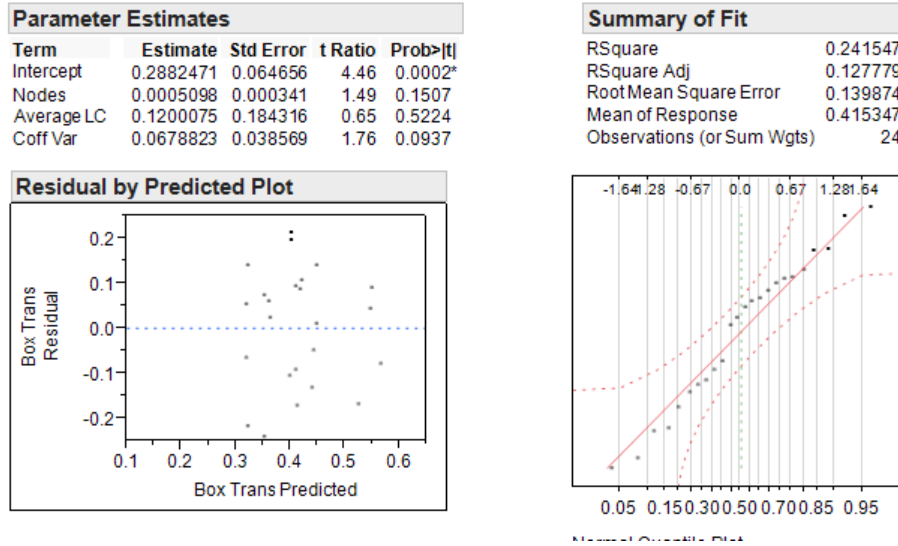 Parameter Estimates
Term Estimate Std Error t Ratio Prob>|t|
Intercept 0.2882471 0.064656 4.46 0.0002*
Nodes 0.0005098 0.000341 1.49 0.1507
Average LC 0.1200075 0.184316 0.65 0.5224
Coff Var 0.0678823 0.038569 1.76 0.0937
Summary of Fit
RSquare 0.241547
RSquare Adj 0.127779
Root Mean Square Error 0.139874
Mean of Response 0.415347
Observations (or Sum Wgts) 24
Residual by Predicted Plot
0.2
0.1
0.0
-0.1
-0.2
Box Trans
Residual
0.1 0.2 0.3 0.4 0.5 0.6
Box Trans Predicted
-1.64 1.28 -0.67 0.0 0.67 1.28 1.64
0.05 0.15 0.30 0.50 0.70 0.85 0.95
Normal Quantile Plot